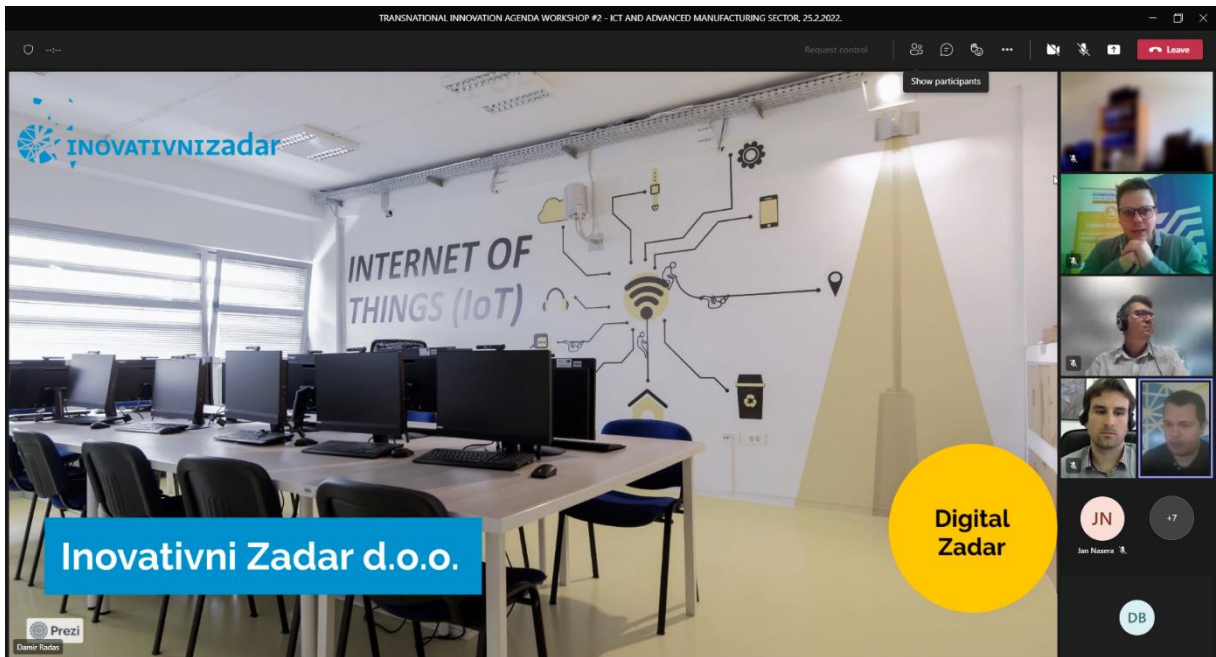 TRANSNATIONAL INNOVATION AGENDA WORKSHOP #2 - ICT AND ADVANCED MANUFACTURING SECTOR, 25.2.2022.
--:--
Request control
Leave
Show participants
INOVATIVNIZadar
INTERNET OF
THINGS (IoT)
Inovativni Zadar d.o.o.
Digital
Zadar
Prezi
Damir Radas
JN
+7
Jan Naxera
DB